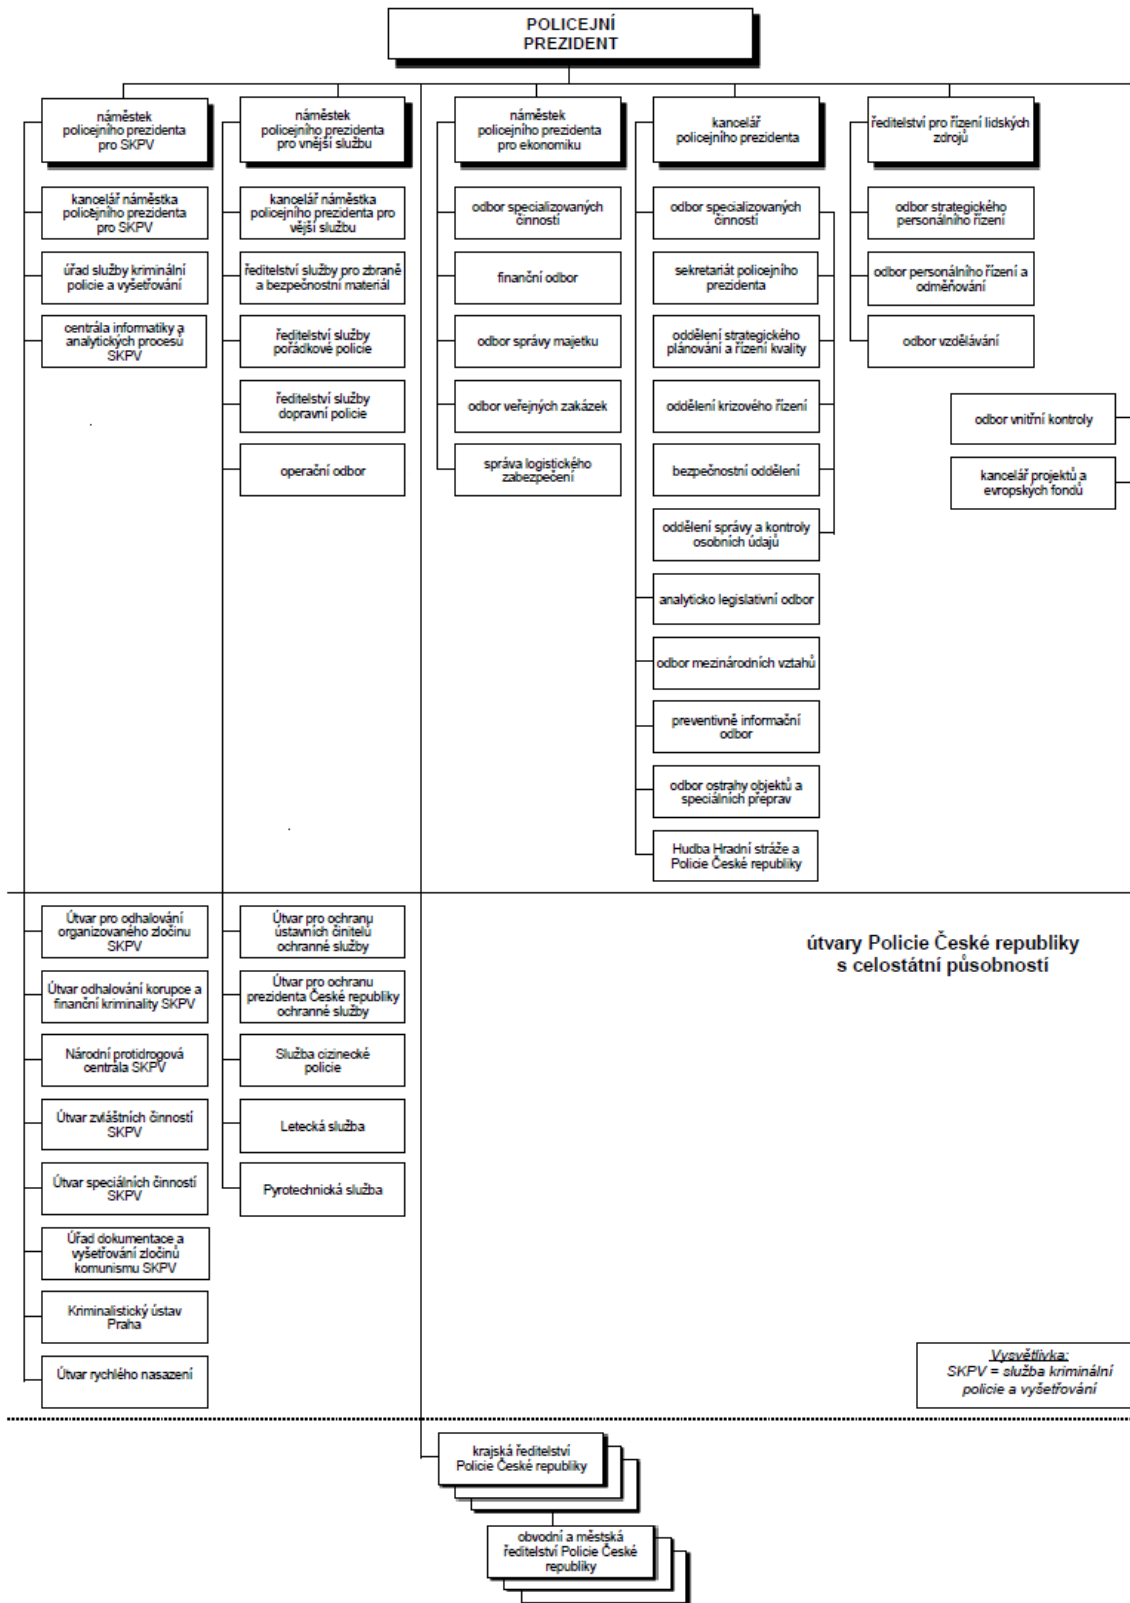 POLICEJNÍ
PREZIDENT
náměstek
policejního prezidenta
pro SKPV
kancelář náměstka
policejního prezidenta
pro SKPV
úřad služby kriminální
policie a vyšetřování
centrála informatiky a
analytických procesů
SKPV
náměstek
policejního prezidenta
pro vnější službu
kancelář náměstka
policejního prezidenta pro
vější službu
ředitelství služby pro zbraně
a bezpečnostní materiál
ředitelství služby
pořádkové policie
ředitelství služby
dopravní policie
operační odbor
náměstek
policejního prezidenta
pro ekonomiku
odbor specializovaných
činností
finanční odbor
odbor správy majetku
odbor veřejných zakázek
správa logistického
zabezpečení
kancelář
policejního prezidenta
odbor specializovaných
činností
sekretariát policejního
prezidenta
oddělení strategického
plánování a řízení kvality
oddělení krizového řízení
bezpečnostní oddělení
oddělení správy a kontroly
osobních údajů
analyticko legislativní odbor
odbor mezinárodních vztahů
preventivně informační
odbor
odbor ostrahy objektů a
speciálních přeprav
Hudba Hradní stráže a
Policie České republiky
ředitelství pro řízení lidských
zdrojů
odbor strategického
personálního řízení
odbor personálního řízení a
odměňování
odbor vzdělávání
odbor vnitřní kontroly
kancelář projektů a
evropských fondů
útvary Policie České republiky
s celostátní působností
Útvar pro odhalování
organizovaného zločinu
SKPV
Útvar odhalování korupce a
finanční kriminality SKPV
Národní protidrogová
centrála SKPV
Útvar zvláštních činností
SKPV
Útvar speciálních činností
SKPV
Úřad dokumentace a
vyšetřování zločinů
komunismu SKPV
Kriminalistický ústav
Praha
Útvar rychlého nasazení
Útvar pro ochranu
ústavních činitelů
ochranné služby
Útvar pro ochranu
prezidenta České republiky
ochranné služby
Služba cizinecké
policie
Letecká služba
Pyrotechnická služba
Vysvětlivka:
SKPV = služba kriminální
policie a vyšetřování
krajská ředitelství
Policie České republiky
obvodní a městská
ředitelství Policie České
republiky